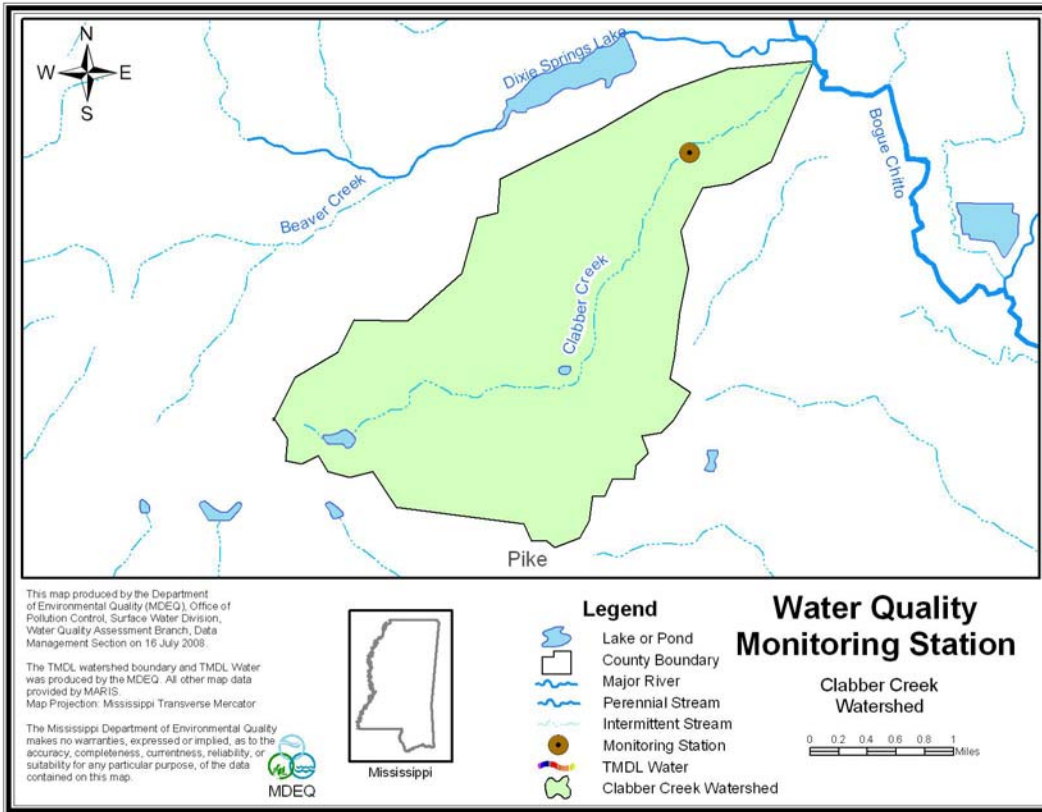 N
W E
S
Dixie Springs Lake
Beaver Creek
Bogue Chitto
Clabber Creek
Pike
This map produced by the Department
of Environmental Quality (MDEQ), Office of
Pollution Control, Surface Water Division,
Water Quality Assessment Branch, Data
Management Section on 16 July 2008.
The TMDL watershed boundary and TMDL Water
was produced by the MDEQ. All other map data
provided by MARIS.
Map Projection: Mississippi Transverse Mercator
The Mississippi Department of Environmental Quality
makes no warranties, expressed or implied, as to the
accuracy, completeness, currentness, reliability, or
suitability for any particular purpose, of the data
contained on this map.
MDEQ
Mississippi
Legend
Lake or Pond
County Boundary
Major River
Perennial Stream
Intermittent Stream
Monitoring Station
TMDL Water
Clabber Creek Watershed
Water Quality
Monitoring Station
Clabber Creek
Watershed
0 0.2 0.4 0.6 0.8 1
Miles